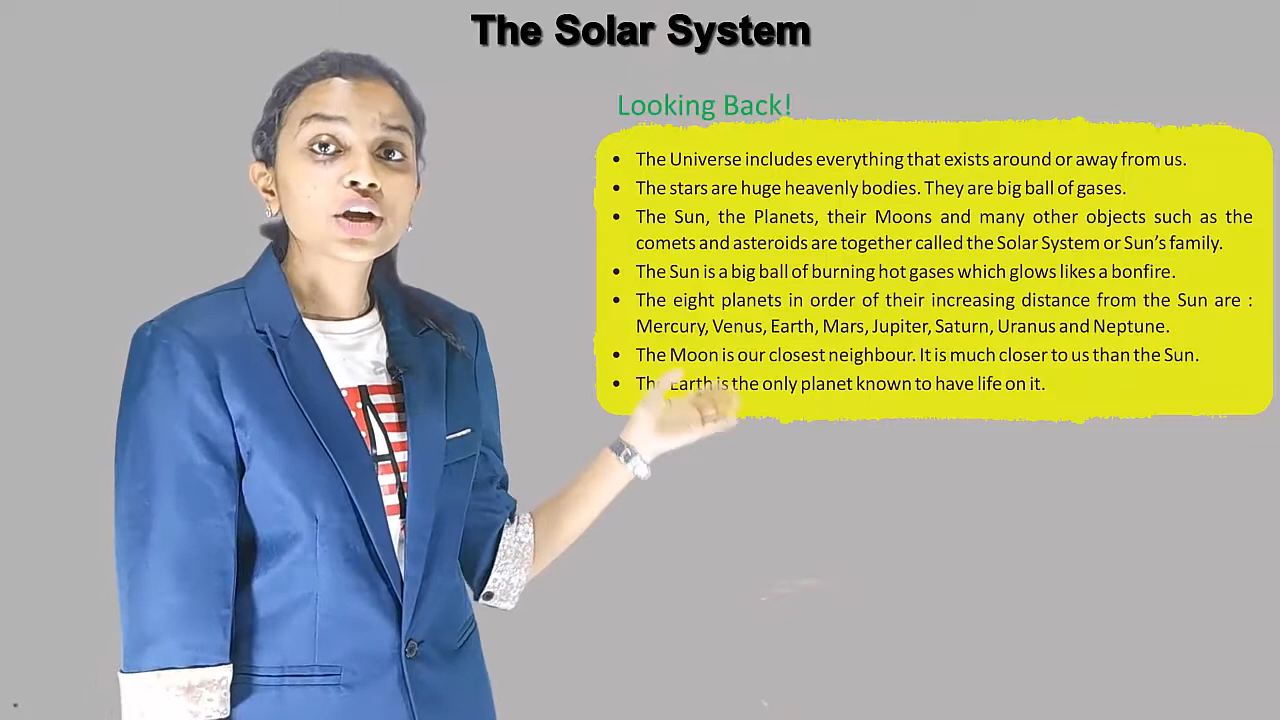 The Solar System
Looking Back!
• The Universe includes everything that exists around or away from us.
• The stars are huge heavenly bodies. They are big ball of gases.
• The Sun, the Planets, their Moons and many other objects such as the
comets and asteroids are together called the Solar System or Sun's family.
• The Sun is a big ball of burning hot gases which glows likes a bonfire.
• The eight planets in order of their increasing distance from the Sun are :
Mercury, Venus, Earth, Mars, Jupiter, Saturn, Uranus and Neptune.
• The Moon is our closest neighbour. It is much closer to us than the Sun.
• The Earth is the only planet known to have life on it.